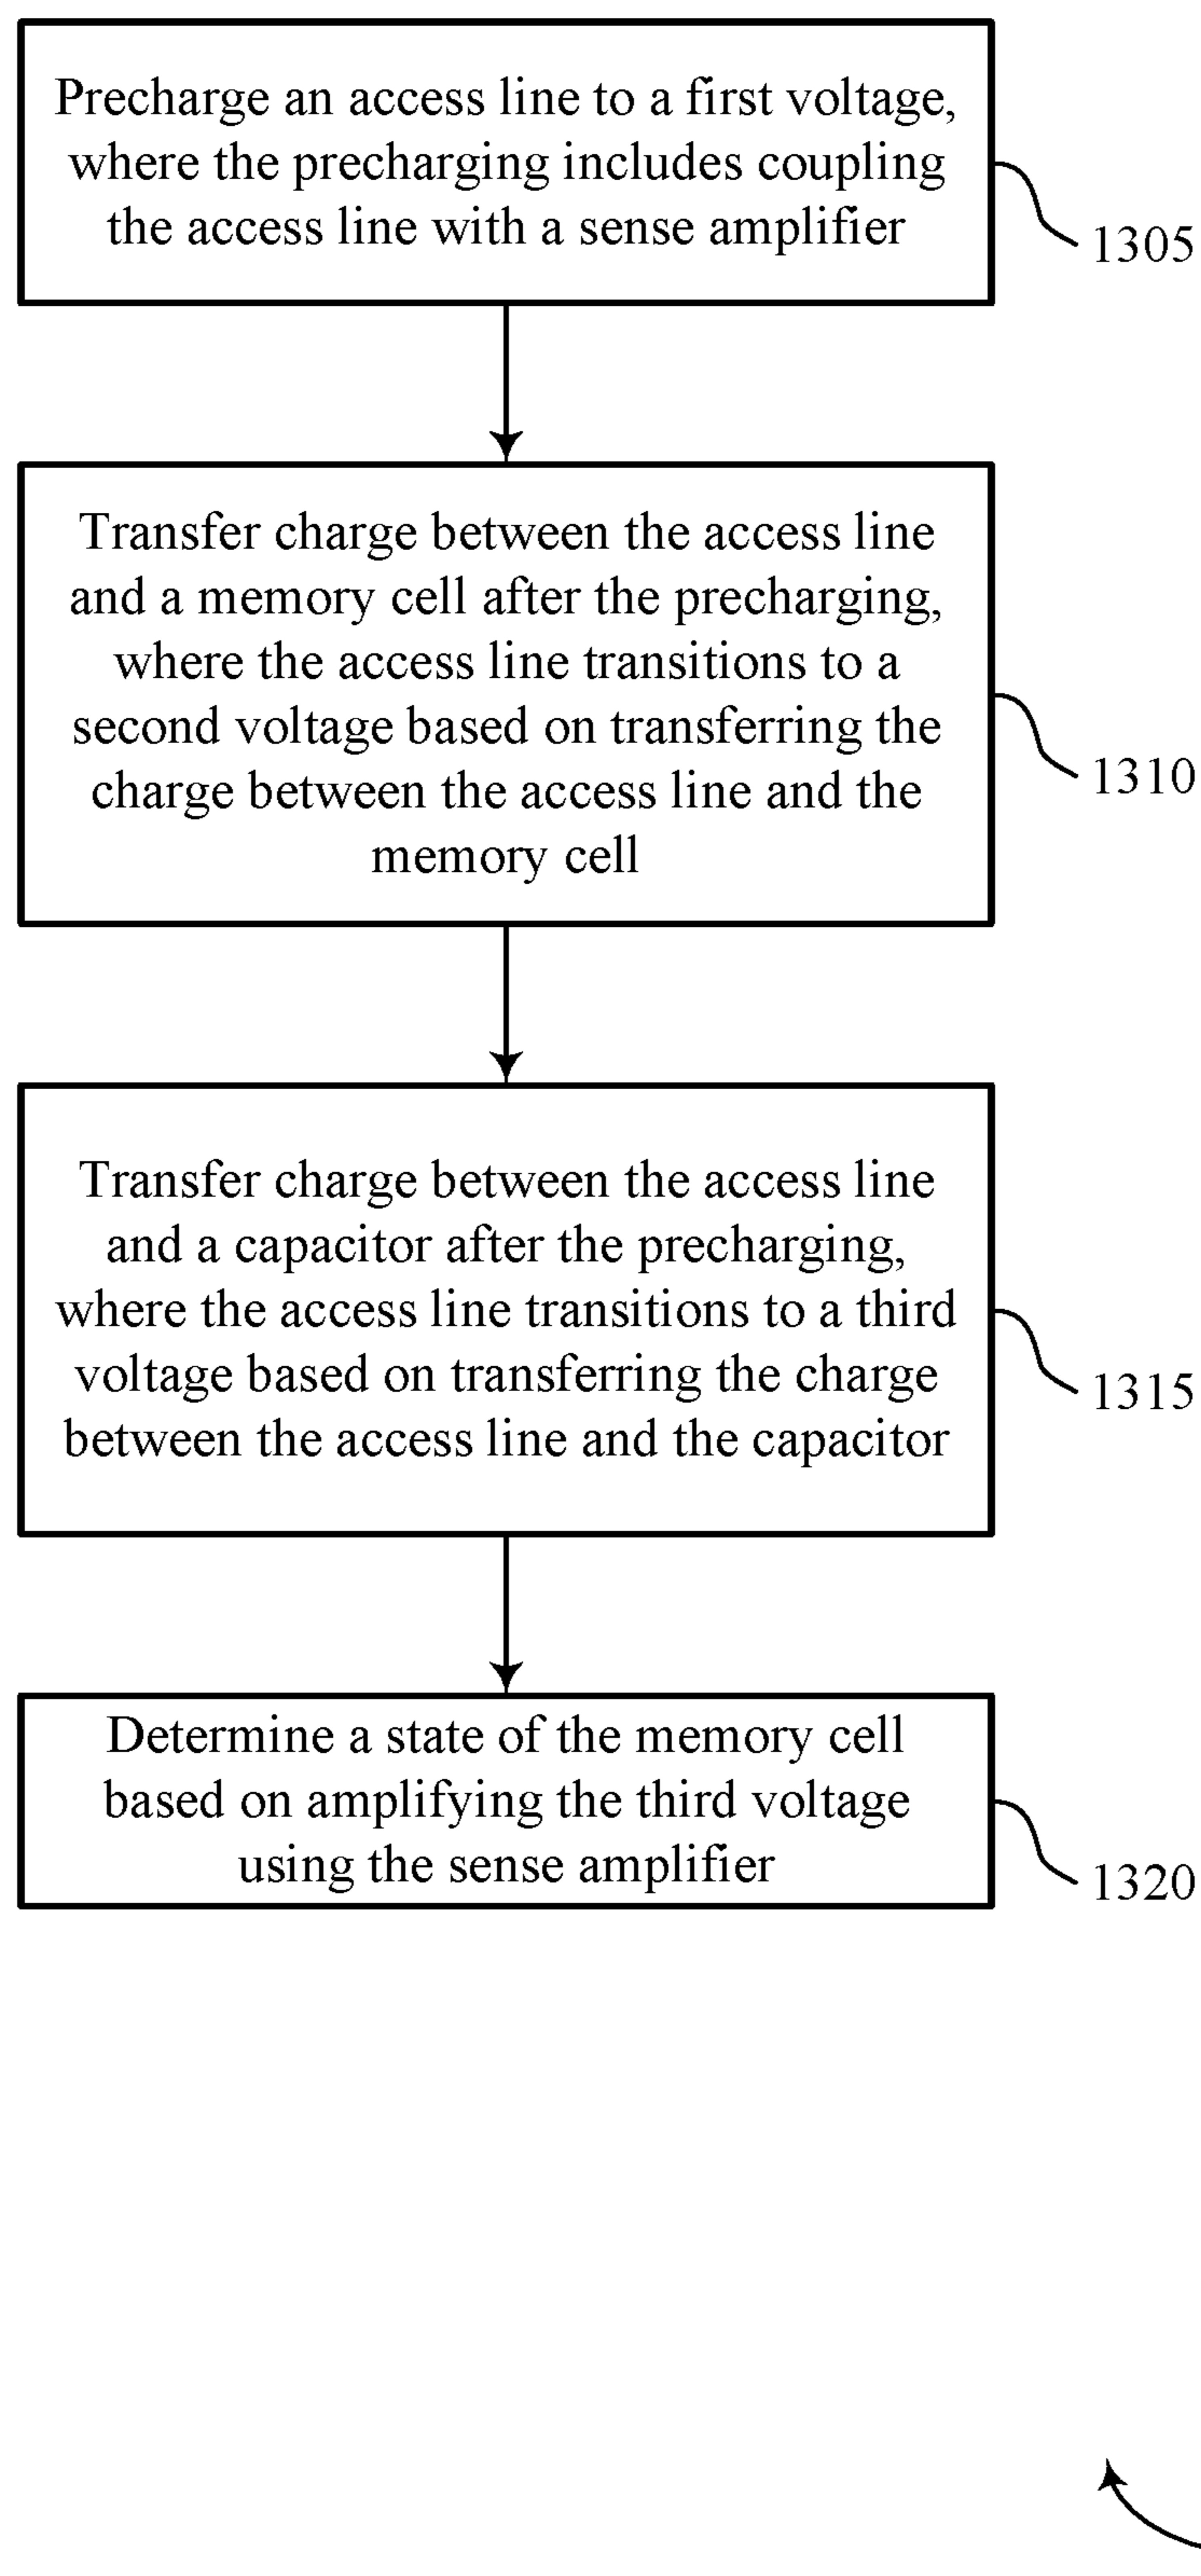 Precharge an access line to a first voltage,
where the precharging includes coupling
the access line with a sense amplifier
1305
Transfer charge between the access line
and a memory cell after the precharging,
where the access line transitions to a
second voltage based on transferring the
charge between the access line and the
memory cell
1310
Transfer charge between the access line
and a capacitor after the precharging,
where the access line transitions to a third
voltage based on transferring the charge
between the access line and the capacitor
1315
Determine a state of the memory cell
based on amplifying the third voltage
using the sense amplifier
1320